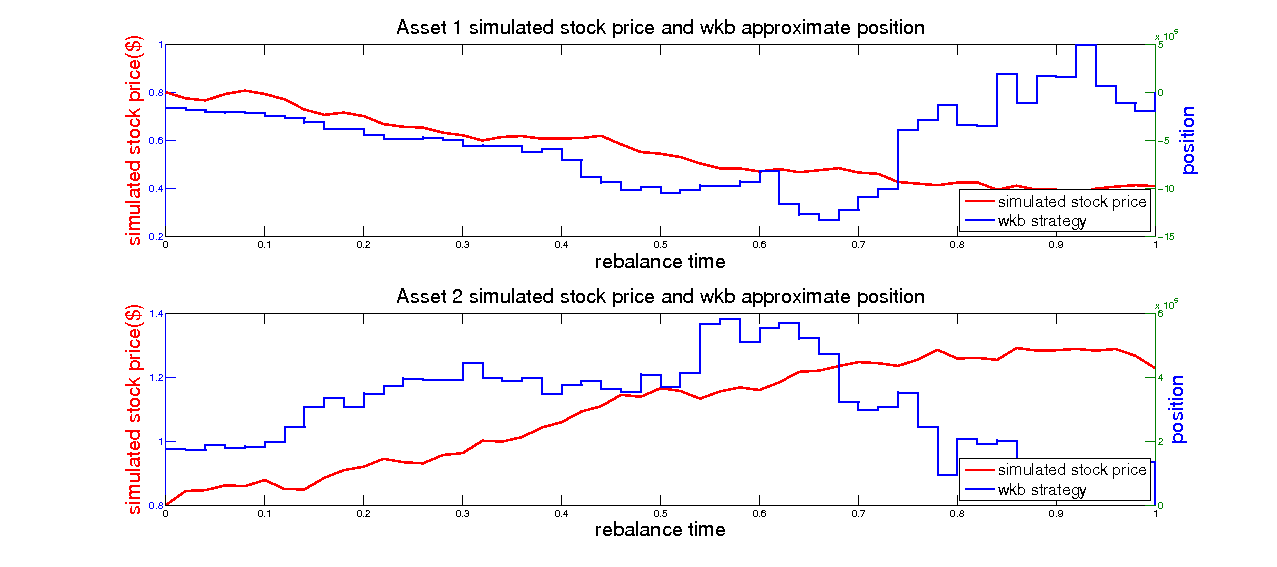 Asset 1 simulated stock price and wkb approximate position
simulated stock price($)
1
0.8
0.6
0.4
0.2
x 10^5
5
0
-5
-10
-15
position
simulated stock price
wkb strategy
0 0.1 0.2 0.3 0.4 0.5 0.6 0.7 0.8 0.9 1
rebalance time
Asset 2 simulated stock price and wkb approximate position
simulated stock price($)
1.4
1.2
1
0.8
6
4
2
0
position
simulated stock price
wkb strategy
0 0.1 0.2 0.3 0.4 0.5 0.6 0.7 0.8 0.9 1
rebalance time